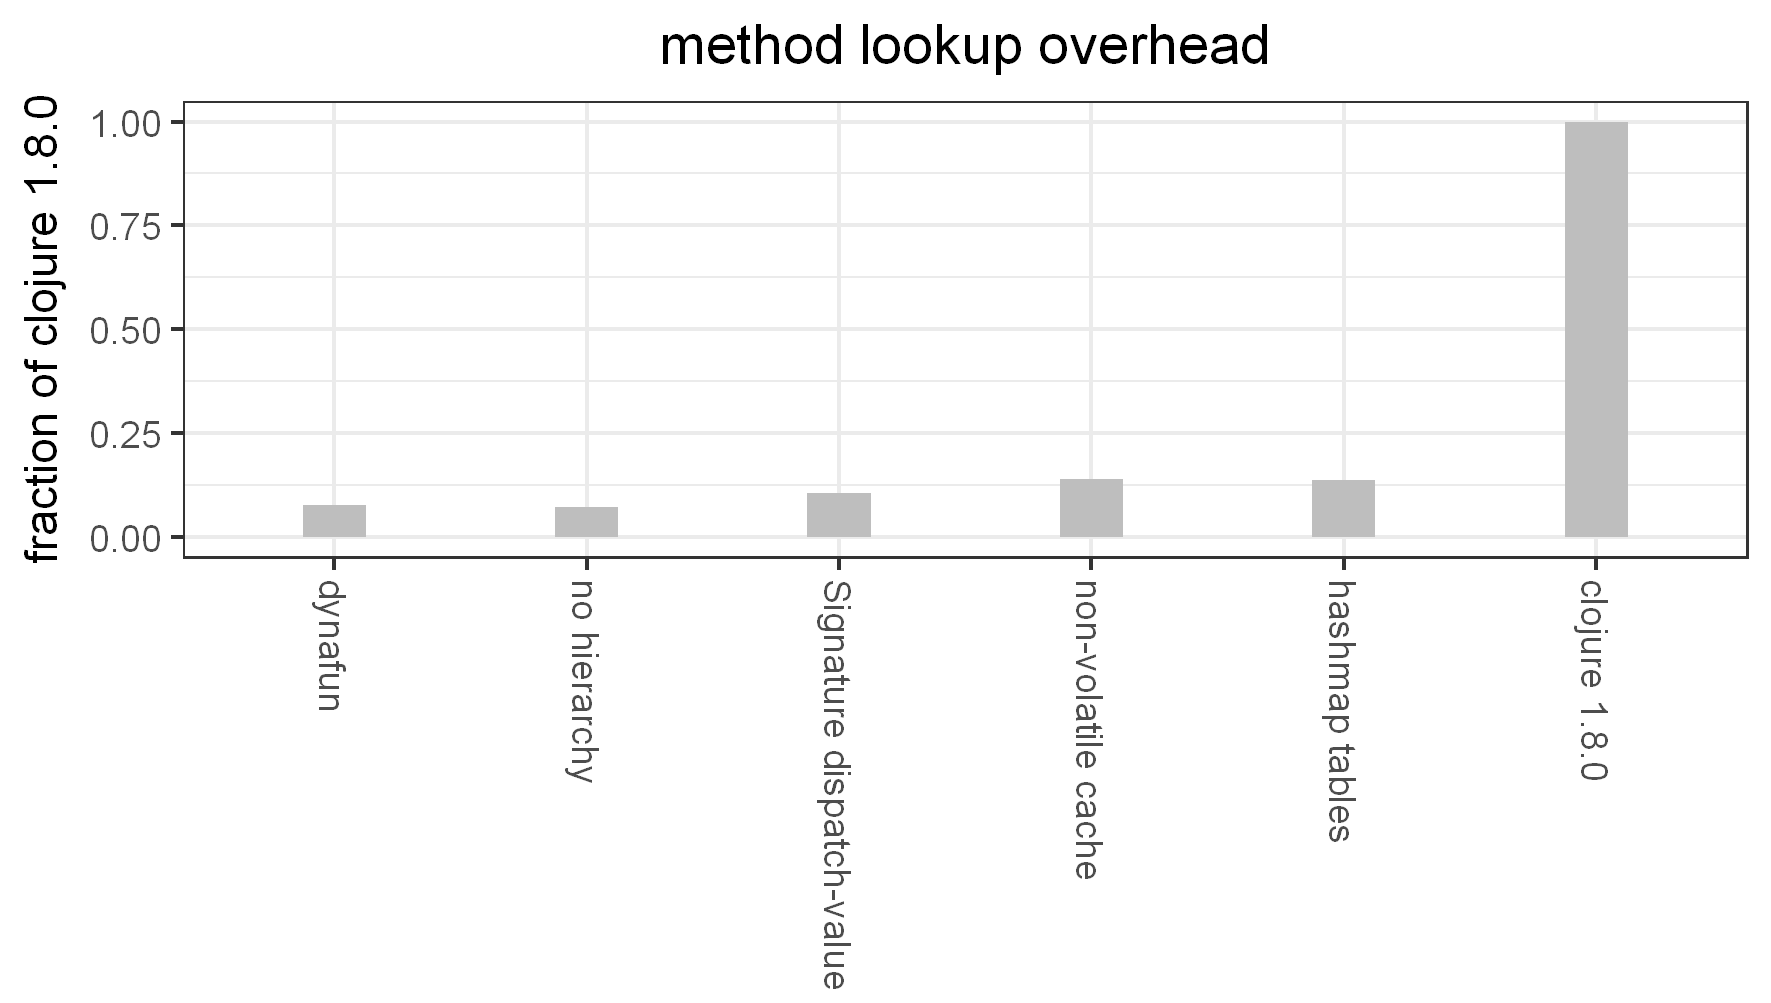 method lookup overhead
fraction of clojure 1.8.0
1.00
0.75
0.50
0.25
0.00
dynafun
no hierarchy
Signature dispatch-value
non-volatile cache
hashmap tables
clojure 1.8.0